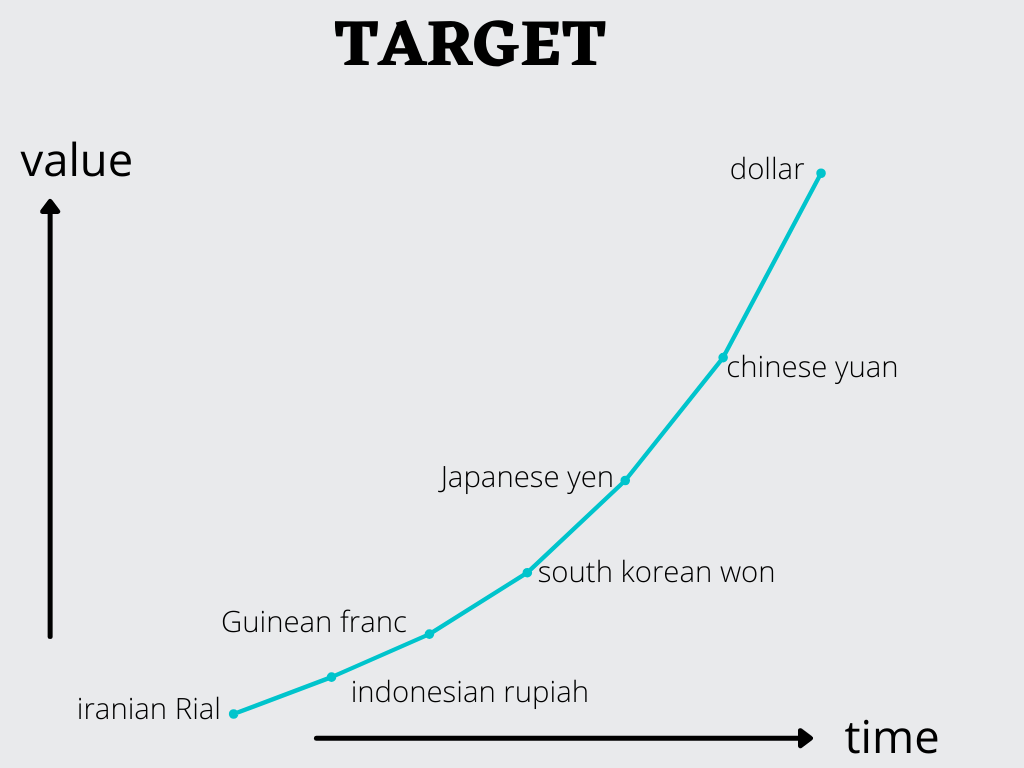 TARGET
value
dollar
chinese yuan
Japanese yen
south korean won
Guinean franc
indonesian rupiah
iranian Rial
time